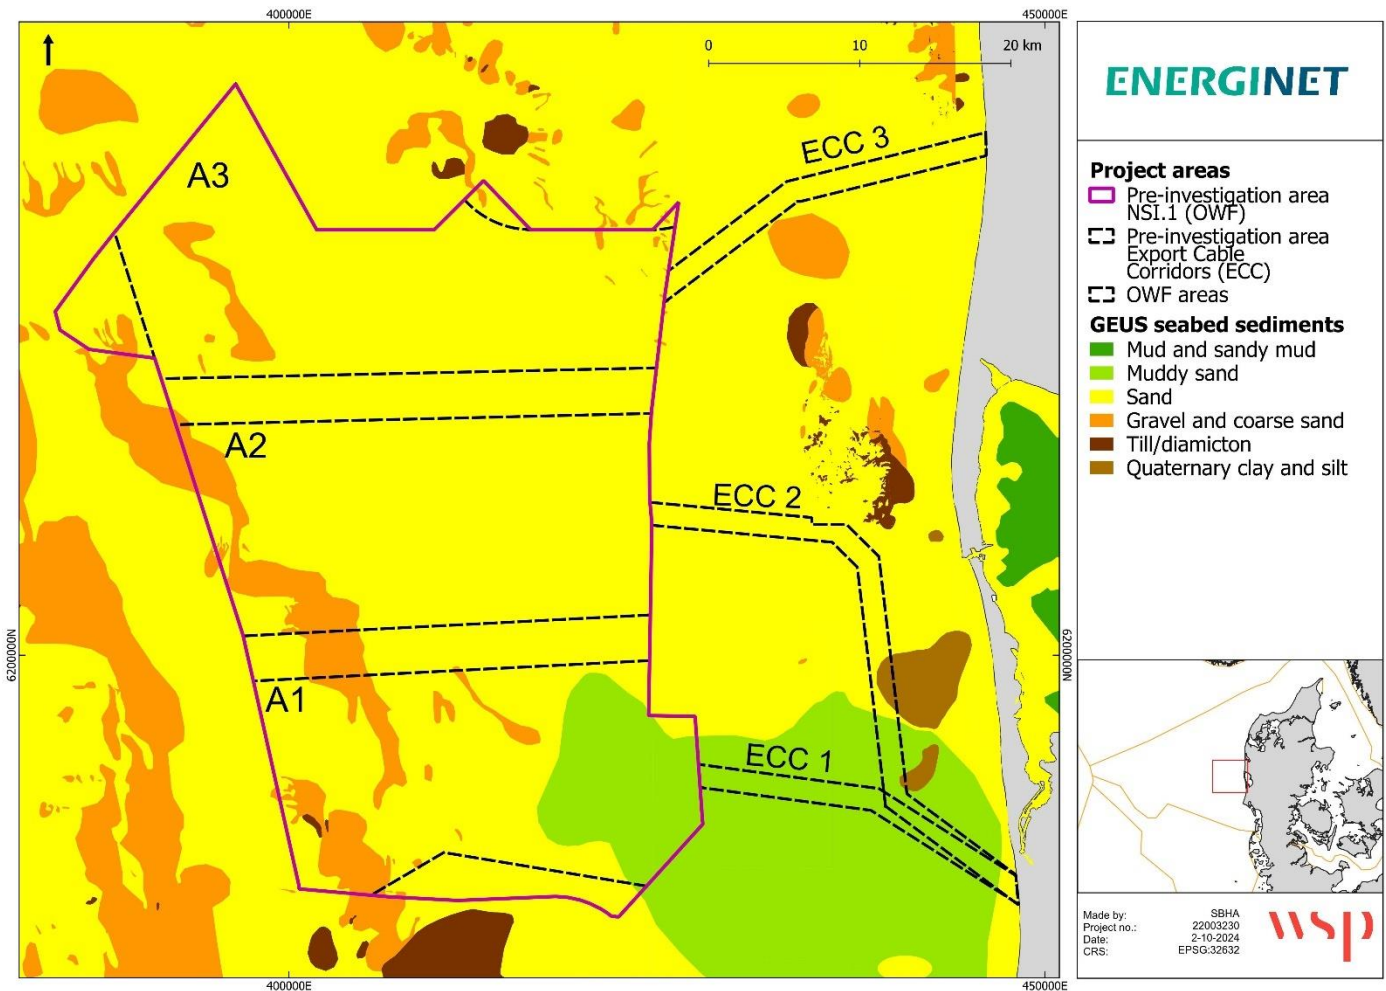 400000E
450000E
0 10 20 km
ENERGINET
ECC 3
A3
Project areas
Pre-investigation area
NSI.1 (OWF)
Pre-investigation area
Export Cable
Corridors (ECC)
OWF areas
GEUS seabed sediments
Mud and sandy mud
Muddy sand
Sand
Gravel and coarse sand
Till/diamicton
Quaternary clay and silt
A2
ECC 2
6200000N
6200000N
A1
ECC 1
Made by: SBHA
Project no.: 22003230
Date: 2-10-2024
CRS: EPSG:32632
wsp
400000E
450000E